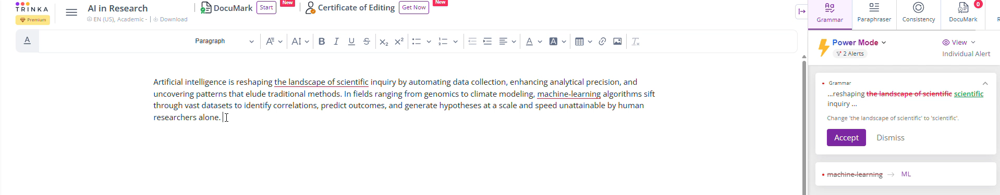 TRINKA
Premium
AI in Research
EN (US), Academic - | Download
DocuMark Start New
Certificate of Editing Get Now New
Grammar
Paraphraser
Consistency
DocuMark
0
R
A
Paragraph
B I U S X₂ X²
Power Mode
2 Alerts
View
Individual Alert
Artificial intelligence is reshaping the landscape of scientific inquiry by automating data collection, enhancing analytical precision, and
uncovering patterns that elude traditional methods. In fields ranging from genomics to climate modeling, machine-learning algorithms sift
through vast datasets to identify correlations, predict outcomes, and generate hypotheses at a scale and speed unattainable by human
researchers alone.
Grammar
...reshaping the landscape of scientific scientific
inquiry ...
Change 'the landscape of scientific' to 'scientific'.
Accept Dismiss
machine-learning → ML